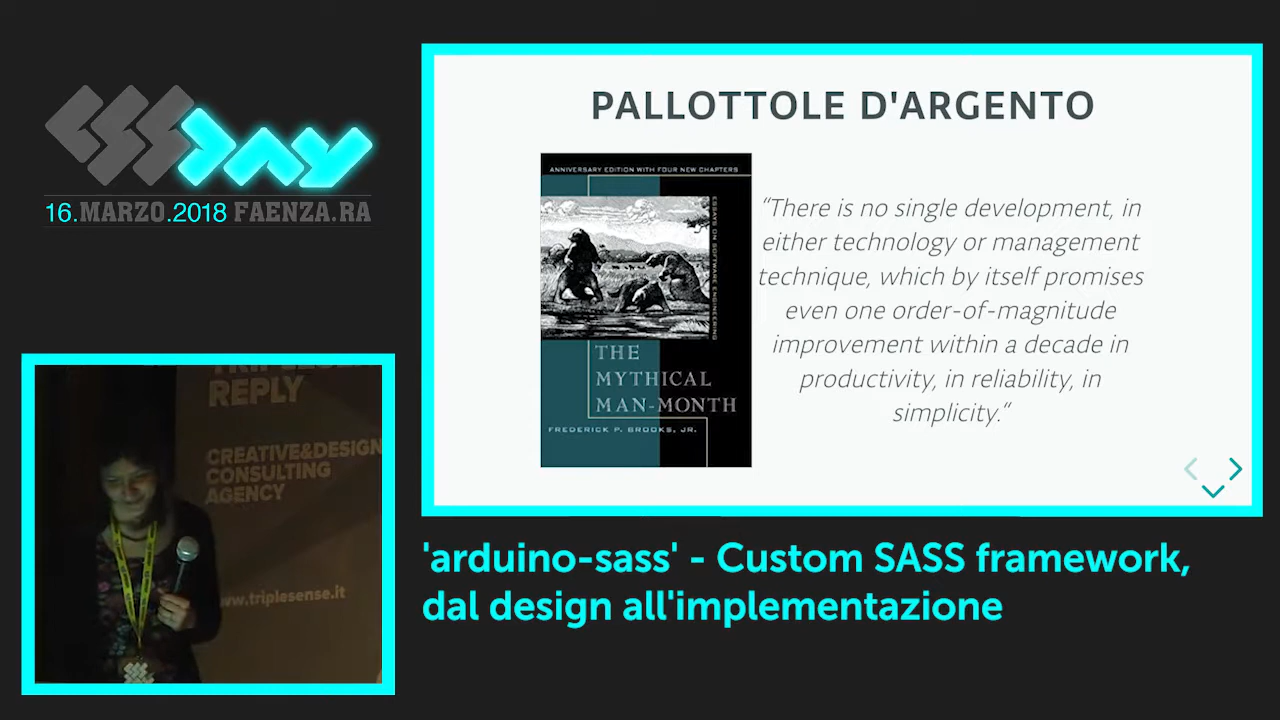 CSS Day
16.MARZO.2018 FAENZA.RA
PALLOTTOLE D'ARGENTO
ANNIVERSARY EDITION WITH FOUR NEW CHAPTERS
ESSAYS ON SOFTWARE ENGINEERING
THE
MYTHICAL
MAN-MONTH
FREDERICK P. BROOKS, JR.
“There is no single development, in
either technology or management
technique, which by itself promises
even one order-of-magnitude
improvement within a decade in
productivity, in reliability, in
simplicity.“
REPLY
CREATIVE&DESIGN
CONSULTING
AGENCY
www.triplesense.it
'arduino-sass' - Custom SASS framework,
dal design all'implementazione